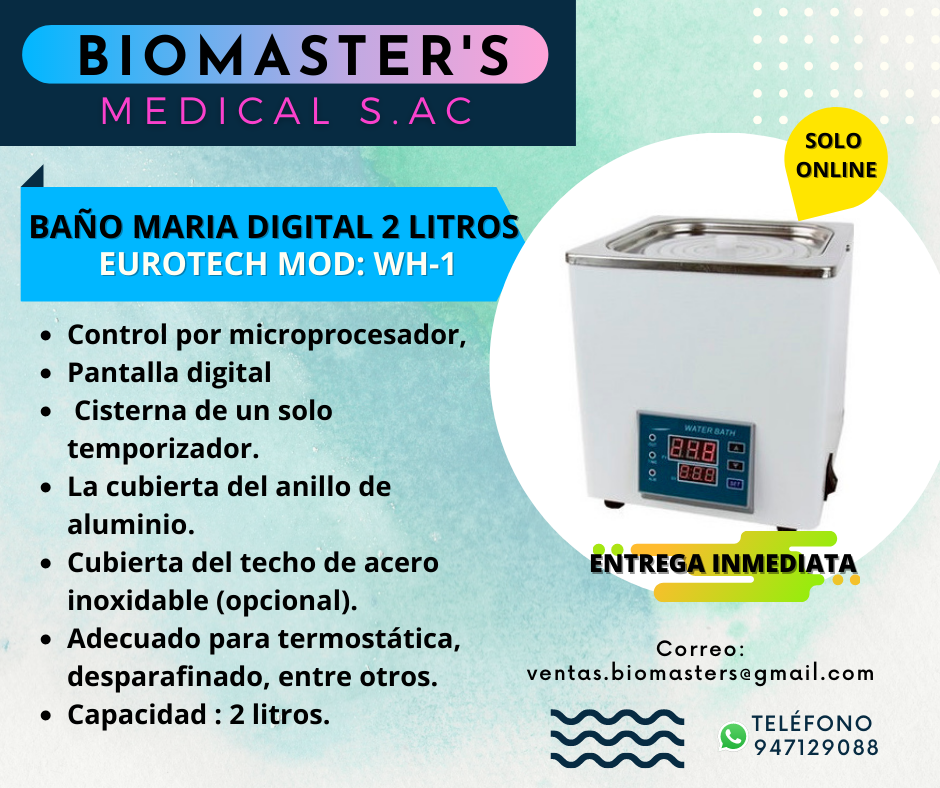 BIOMASTER'S
MEDICAL S.AC
SOLO
ONLINE
BAÑO MARIA DIGITAL 2 LITROS
EUROTECH MOD: WH-1
• Control por microprocesador,
• Pantalla digital
• Cisterna de un solo
temporizador.
• La cubierta del anillo de
aluminio.
• Cubierta del techo de acero
inoxidable (opcional).
• Adecuado para termostática,
desparafinado, entre otros.
• Capacidad : 2 litros.
WATER BATH
SET
ENTREGA INMEDIATA
Correo:
ventas.biomasters@gmail.com
TELÉFONO
947129088